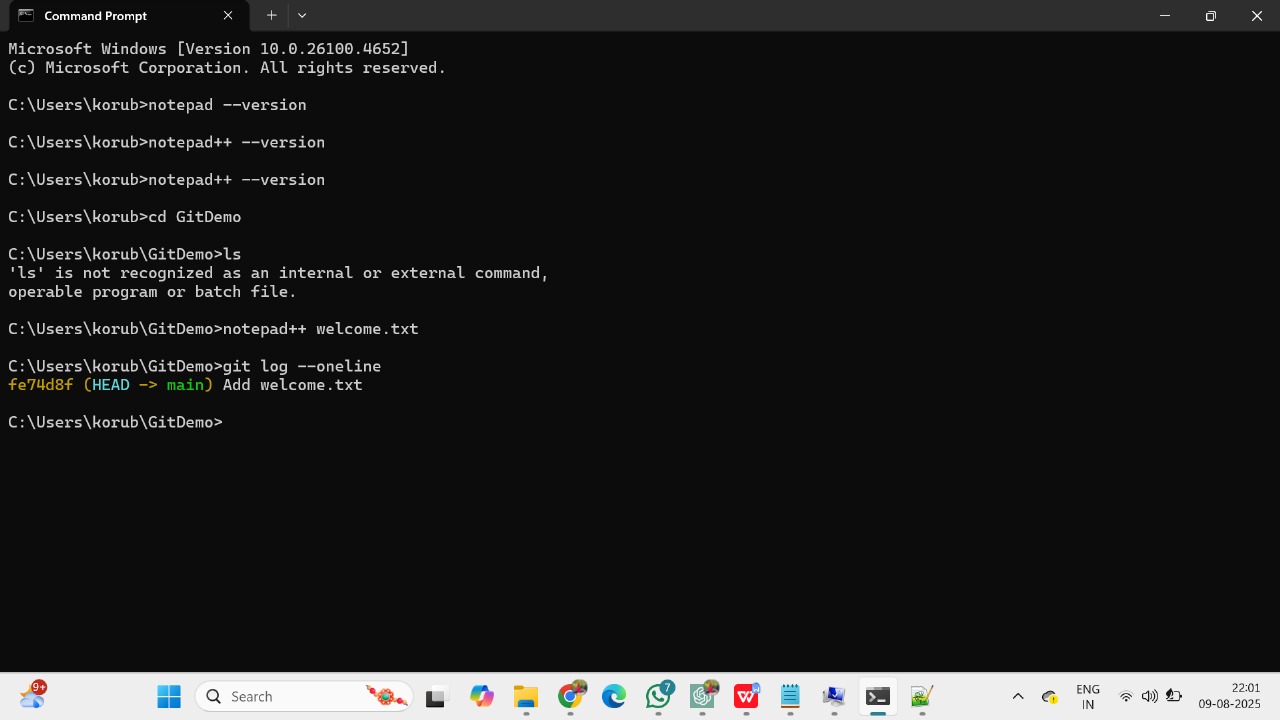 Command Prompt
Microsoft Windows [Version 10.0.26100.4652]
(c) Microsoft Corporation. All rights reserved.
C:\Users\korub>notepad --version
C:\Users\korub>notepad++ --version
C:\Users\korub>notepad++ --version
C:\Users\korub>cd GitDemo
C:\Users\korub\GitDemo>ls
'ls' is not recognized as an internal or external command,
operable program or batch file.
C:\Users\korub\GitDemo>notepad++ welcome.txt
C:\Users\korub\GitDemo>git log --oneline
fe74d8f (HEAD -> main) Add welcome.txt
C:\Users\korub\GitDemo>
9+
Search
7
W
ENG
IN
22:01
09-08-2025